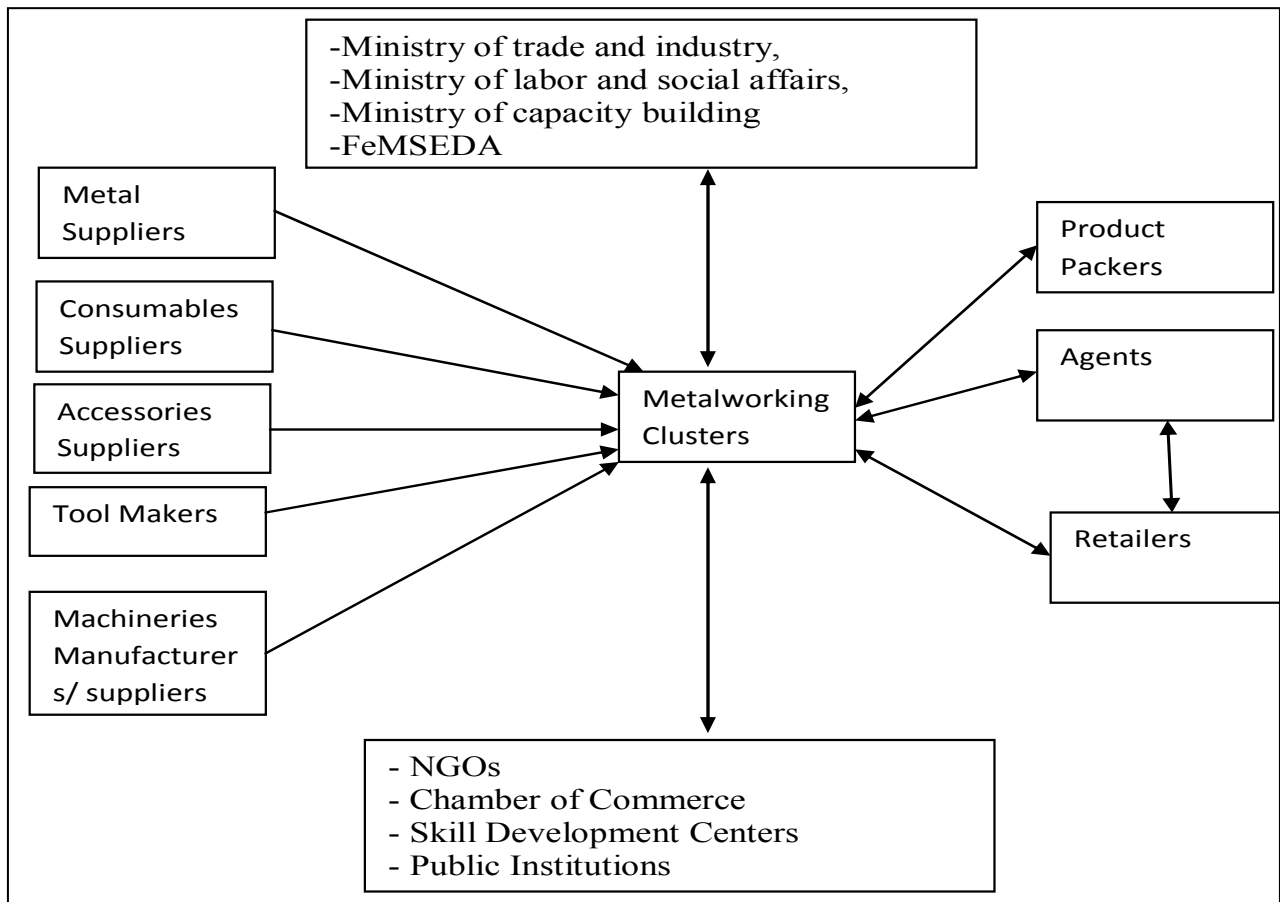 -Ministry of trade and industry,
-Ministry of labor and social affairs,
-Ministry of capacity building
-FeMSEDA
Metal
Suppliers
Consumables
Suppliers
Accessories
Suppliers
Tool Makers
Machineries
Manufacturer
s/ suppliers
Metalworking
Clusters
Product
Packers
Agents
Retailers
- NGOs
- Chamber of Commerce
- Skill Development Centers
- Public Institutions